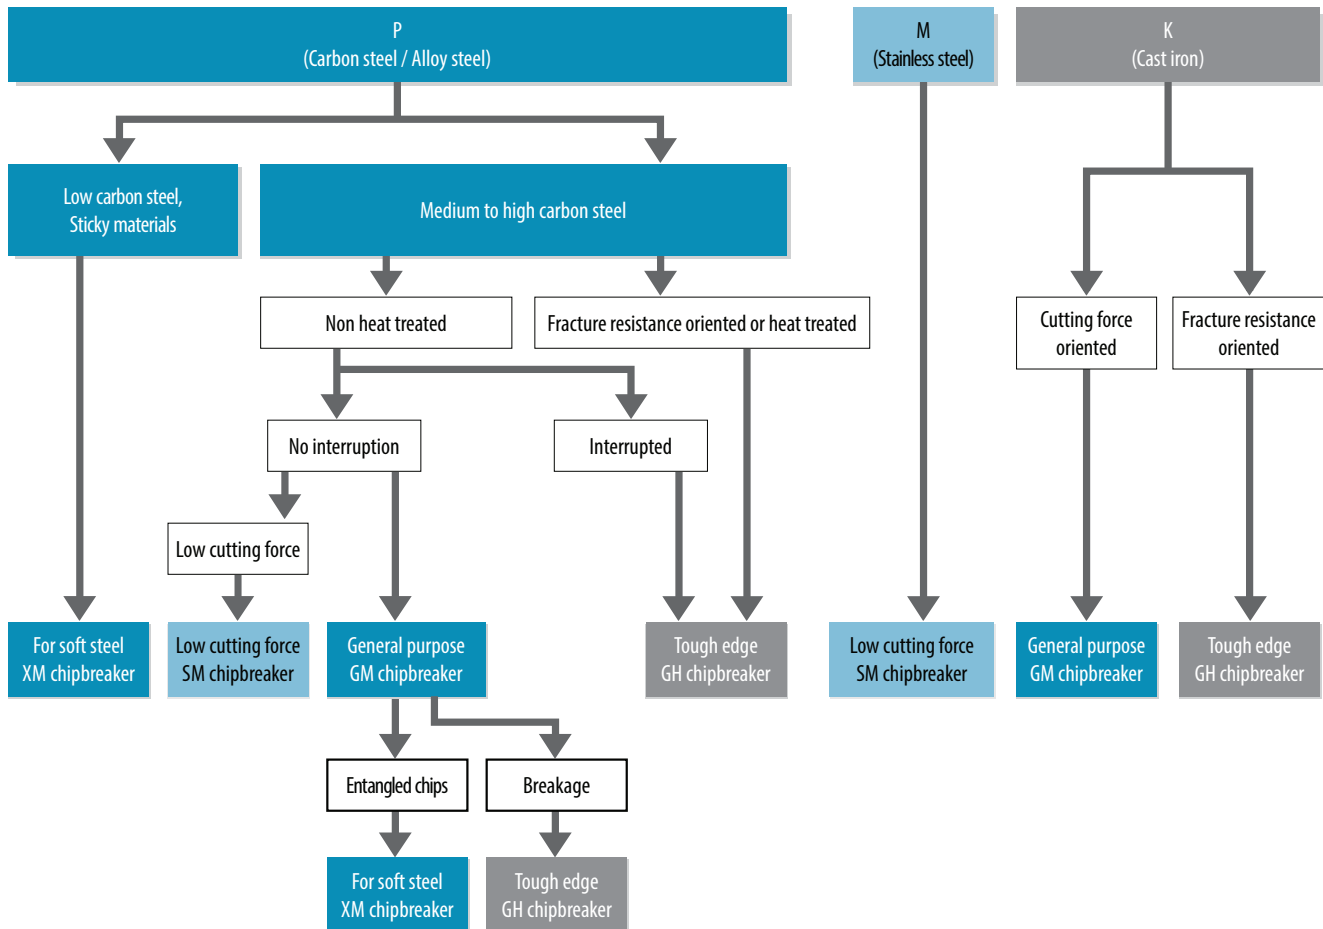 P
(Carbon steel / Alloy steel)
M
(Stainless steel)
K
(Cast iron)
Low carbon steel,
Sticky materials
Medium to high carbon steel
Non heat treated
Fracture resistance oriented or heat treated
Cutting force
oriented
Fracture resistance
oriented
No interruption
Interrupted
Low cutting force
For soft steel
XM chipbreaker
Low cutting force
SM chipbreaker
General purpose
GM chipbreaker
Tough edge
GH chipbreaker
Low cutting force
SM chipbreaker
General purpose
GM chipbreaker
Tough edge
GH chipbreaker
Entangled chips
Breakage
For soft steel
XM chipbreaker
Tough edge
GH chipbreaker